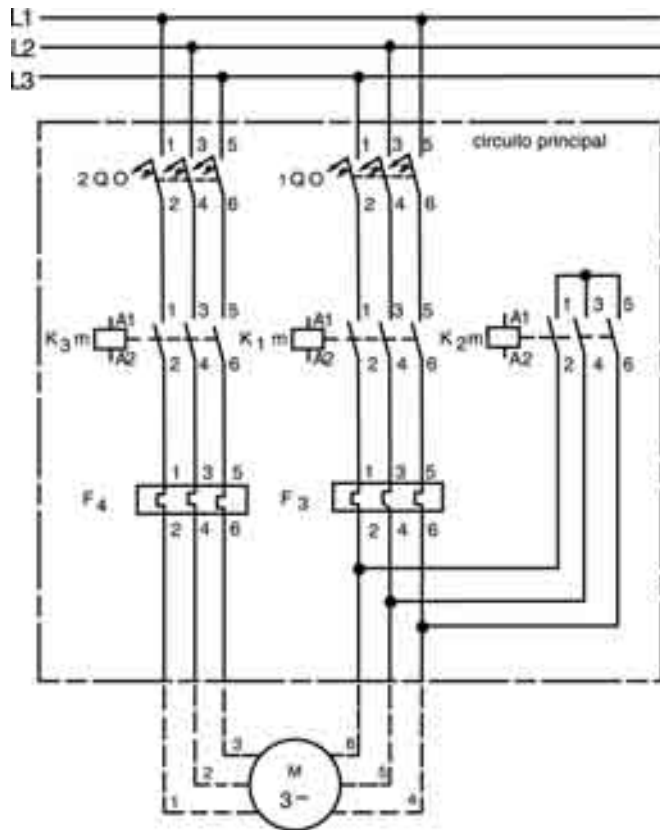 L1
L2
L3
circuito principal
1 3 5 1 3 5
2QO 1QO
2 4 6 2 4 6
1 3 5 1 3 5 1 3 5
K3m A1 A2 K1m A1 A2 K2m A1 A2
2 4 6 2 4 6 2 4 6
1 3 5 1 3 5
F4 F3
2 4 6 2 4 6
3 6
2 M 5
3~
1 4